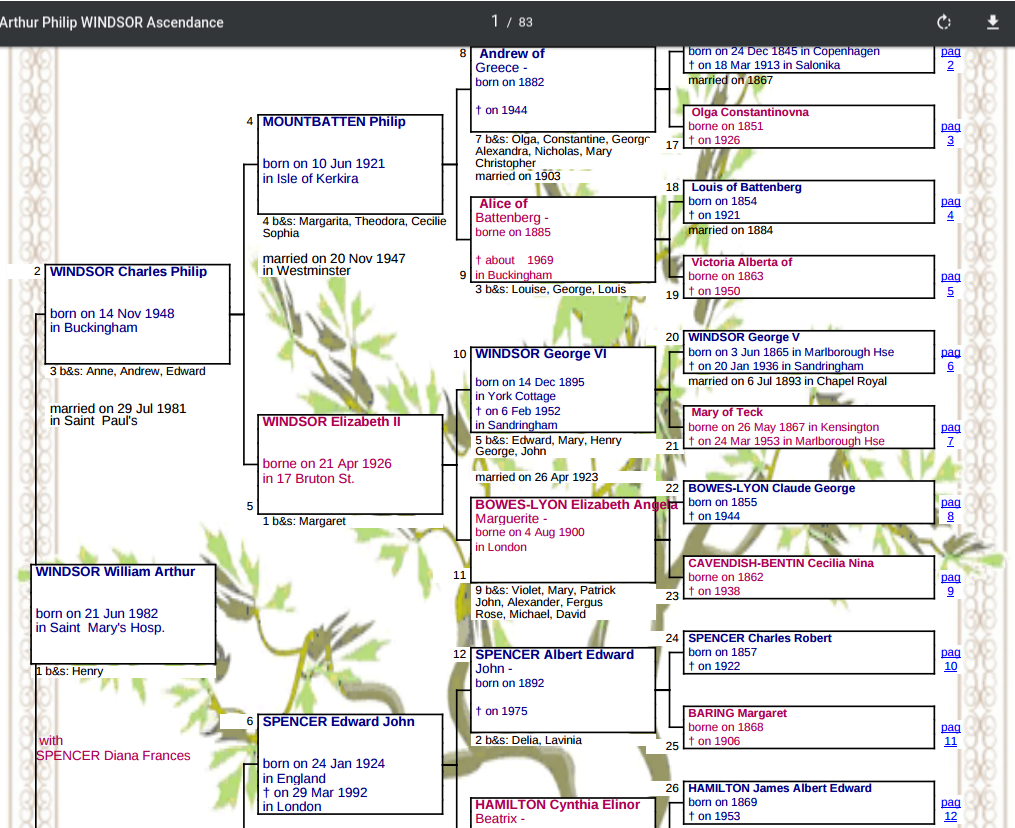 Arthur Philip WINDSOR Ascendance
1 / 83
8
Andrew of
Greece -
born on 1882
† on 1944
7 b&s: Olga, Constantine, George
Alexandra, Nicholas, Mary
Christopher
married on 1903
born on 24 Dec 1845 in Copenhagen
† on 18 Mar 1913 in Salonika
married on 1867
pag
2
Olga Constantinovna
borne on 1851
† on 1926
17
pag
3
4
MOUNTBATTEN Philip
born on 10 Jun 1921
in Isle of Kerkira
4 b&s: Margarita, Theodora, Cecilie
Sophia
married on 20 Nov 1947
in Westminster
18
Louis of Battenberg
born on 1854
† on 1921
married on 1884
pag
4
Alice of
Battenberg -
borne on 1885
† about 1969
in Buckingham
9
3 b&s: Louise, George, Louis
Victoria Alberta of
borne on 1863
† on 1950
19
pag
5
2
WINDSOR Charles Philip
born on 14 Nov 1948
in Buckingham
3 b&s: Anne, Andrew, Edward
married on 29 Jul 1981
in Saint Paul's
10
WINDSOR George VI
born on 14 Dec 1895
in York Cottage
† on 6 Feb 1952
in Sandringham
5 b&s: Edward, Mary, Henry
George, John
married on 26 Apr 1923
20
WINDSOR George V
born on 3 Jun 1865 in Marlborough Hse
† on 20 Jan 1936 in Sandringham
married on 6 Jul 1893 in Chapel Royal
pag
6
Mary of Teck
borne on 26 May 1867 in Kensington
† on 24 Mar 1953 in Marlborough Hse
21
pag
7
WINDSOR Elizabeth II
borne on 21 Apr 1926
in 17 Bruton St.
5
1 b&s: Margaret
22
BOWES-LYON Claude George
born on 1855
† on 1944
pag
8
BOWES-LYON Elizabeth Angela
Marguerite -
borne on 4 Aug 1900
in London
11
9 b&s: Violet, Mary, Patrick
John, Alexander, Fergus
Rose, Michael, David
CAVENDISH-BENTIN Cecilia Nina
borne on 1862
† on 1938
23
pag
9
WINDSOR William Arthur
born on 21 Jun 1982
in Saint Mary's Hosp.
1 b&s: Henry
with
SPENCER Diana Frances
12
SPENCER Albert Edward
John -
born on 1892
† on 1975
2 b&s: Delia, Lavinia
24
SPENCER Charles Robert
born on 1857
† on 1922
pag
10
BARING Margaret
borne on 1868
† on 1906
25
pag
11
6
SPENCER Edward John
born on 24 Jan 1924
in England
† on 29 Mar 1992
in London
HAMILTON Cynthia Elinor
Beatrix -
26
HAMILTON James Albert Edward
born on 1869
† on 1953
pag
12